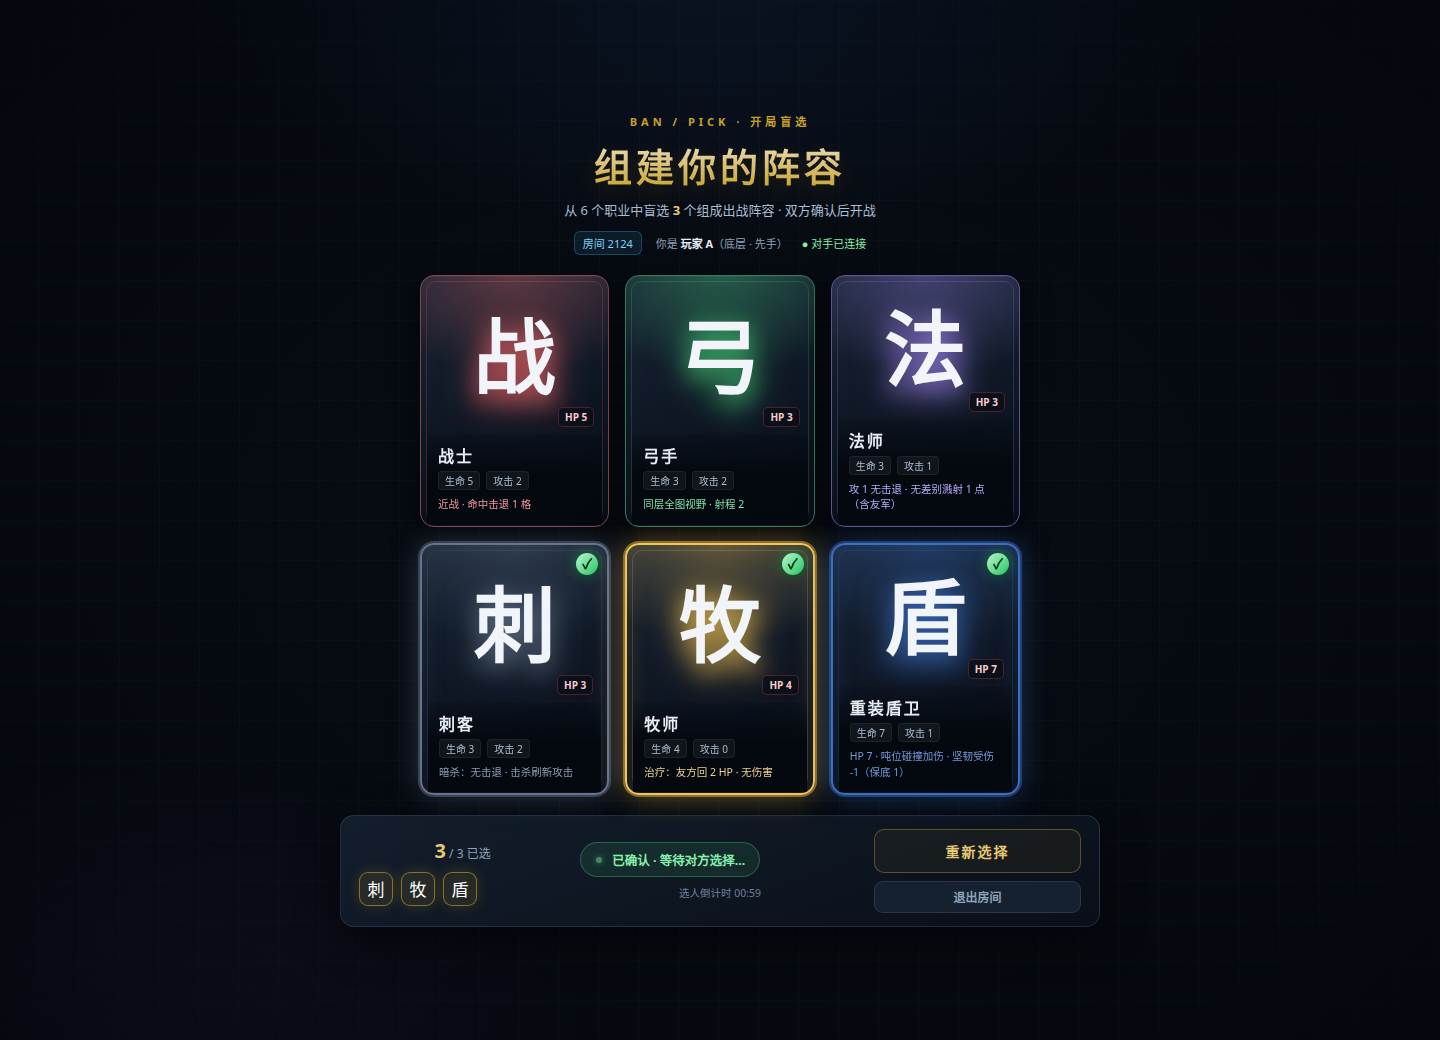 BAN / PICK · 开局盲选
组建你的阵容
从 6 个职业中盲选 3 个组成出战阵容 · 双方确认后开战
房间 2124 你是 玩家 A（底层 · 先手） ● 对手已连接
战
HP 5
战士
生命 5 攻击 2
近战 · 命中击退 1 格
弓
HP 3
弓手
生命 3 攻击 2
同层全图视野 · 射程 2
法
HP 3
法师
生命 3 攻击 1
攻 1 无击退 · 无差别溅射 1 点
（含友军）
✓
刺
HP 3
刺客
生命 3 攻击 2
暗杀：无击退 · 击杀刷新攻击
✓
牧
HP 4
牧师
生命 4 攻击 0
治疗：友方回 2 HP · 无伤害
✓
盾
HP 7
重装盾卫
生命 7 攻击 1
HP 7 · 吨位碰撞加伤 · 坚韧受伤
-1（保底 1）
3 / 3 已选
刺 牧 盾
已确认 · 等待对方选择...
选人倒计时 00:59
重新选择
退出房间